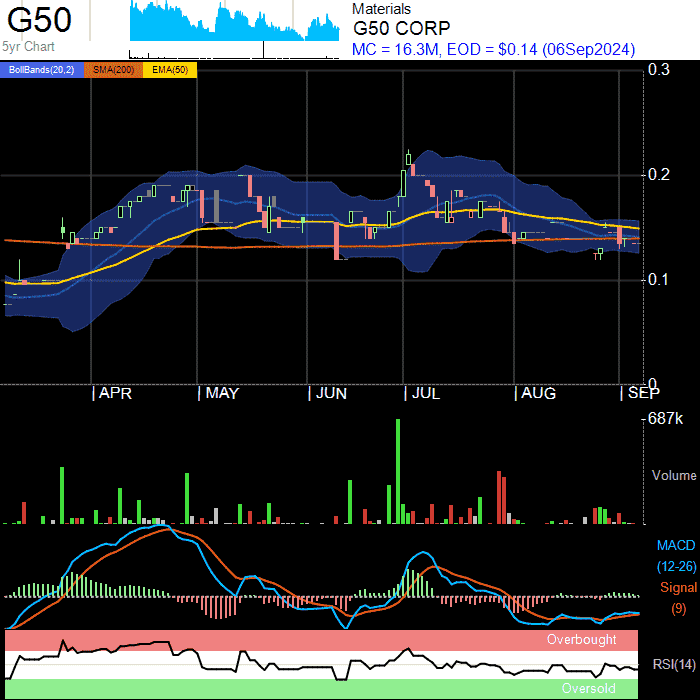 G50
5yr Chart
Materials
G50 CORP
MC = 16.3M, EOD = $0.14 (06Sep2024)
BollBands(20,2) SMA(200) EMA(50)
0.3
0.2
0.1
0
| APR | MAY | JUN | JUL | AUG | SEP
687k
Volume
MACD
(12-26)
Signal
(9)
Overbought
RSI(14)
Oversold